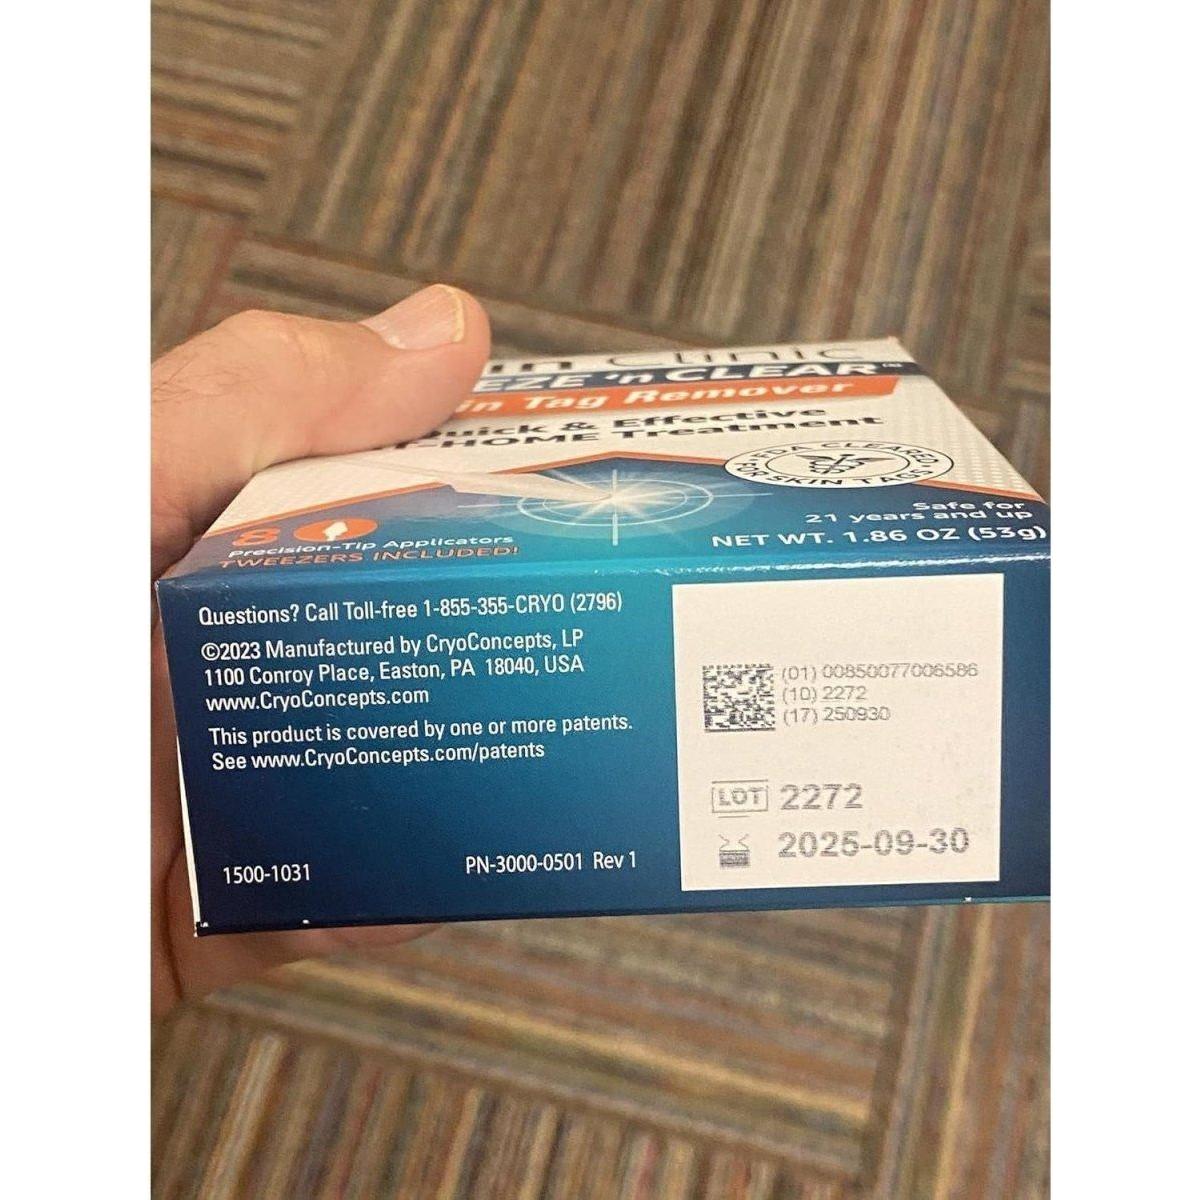 in Clinic
EZE 'n CLEAR™
in Tag Remover
Quick & Effective
T-HOME Treatment
FDA CLEARED
FOR SKIN TAGS
8
Precision-Tip Applicators
TWEEZERS INCLUDED!
Safe for
21 years and up
NET WT. 1.86 OZ (53g)
Questions? Call Toll-free 1-855-355-CRYO (2796)
©2023 Manufactured by CryoConcepts, LP
1100 Conroy Place, Easton, PA 18040, USA
www.CryoConcepts.com
This product is covered by one or more patents.
See www.CryoConcepts.com/patents
1500-1031
PN-3000-0501 Rev 1
(01) 00850077006586
(10) 2272
(17) 250930
LOT 2272
2025-09-30